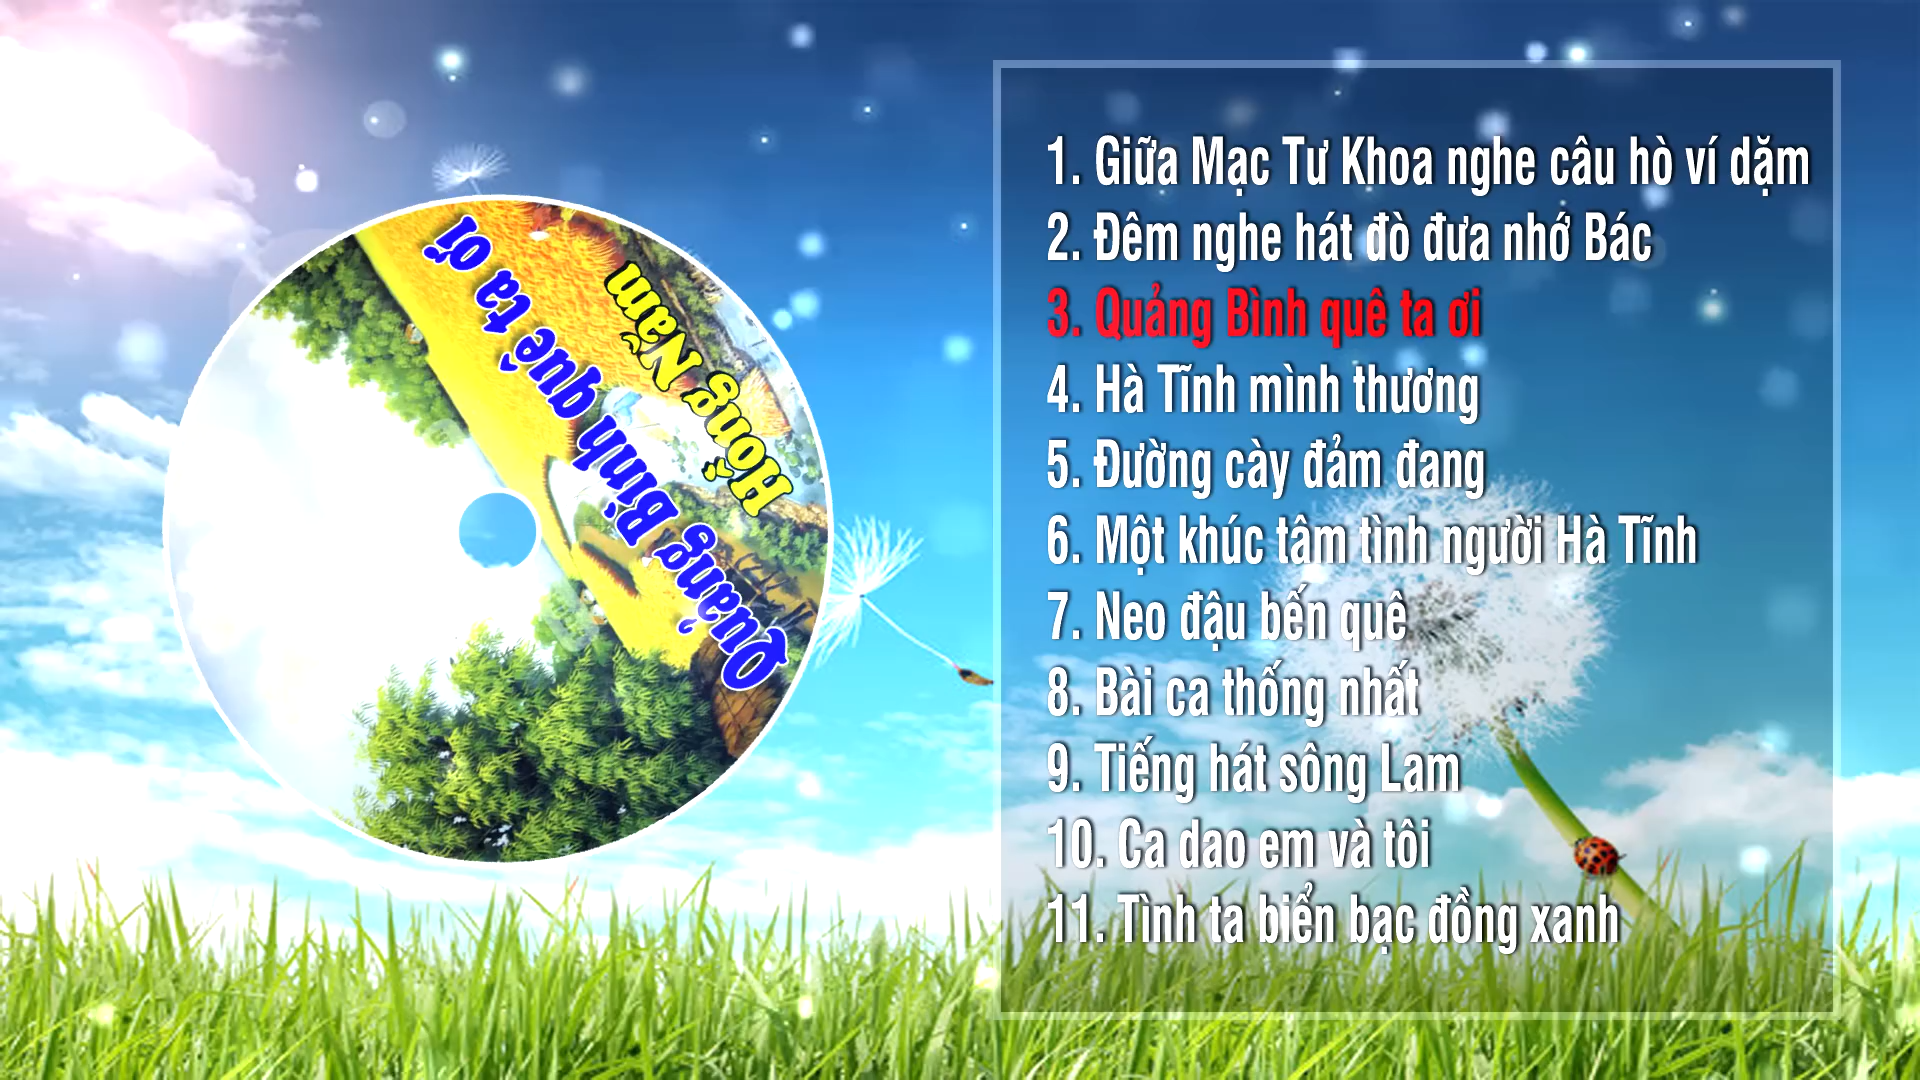 Hồng Năm
Quảng Bình quê ta ơi
1. Giữa Mạc Tư Khoa nghe câu hò ví dặm
2. Đêm nghe hát đò đưa nhớ Bác
3. Quảng Bình quê ta ơi
4. Hà Tĩnh mình thương
5. Đường cày đảm đang
6. Một khúc tâm tình người Hà Tĩnh
7. Neo đậu bến quê
8. Bài ca thống nhất
9. Tiếng hát sông Lam
10. Ca dao em và tôi
11. Tình ta biển bạc đồng xanh